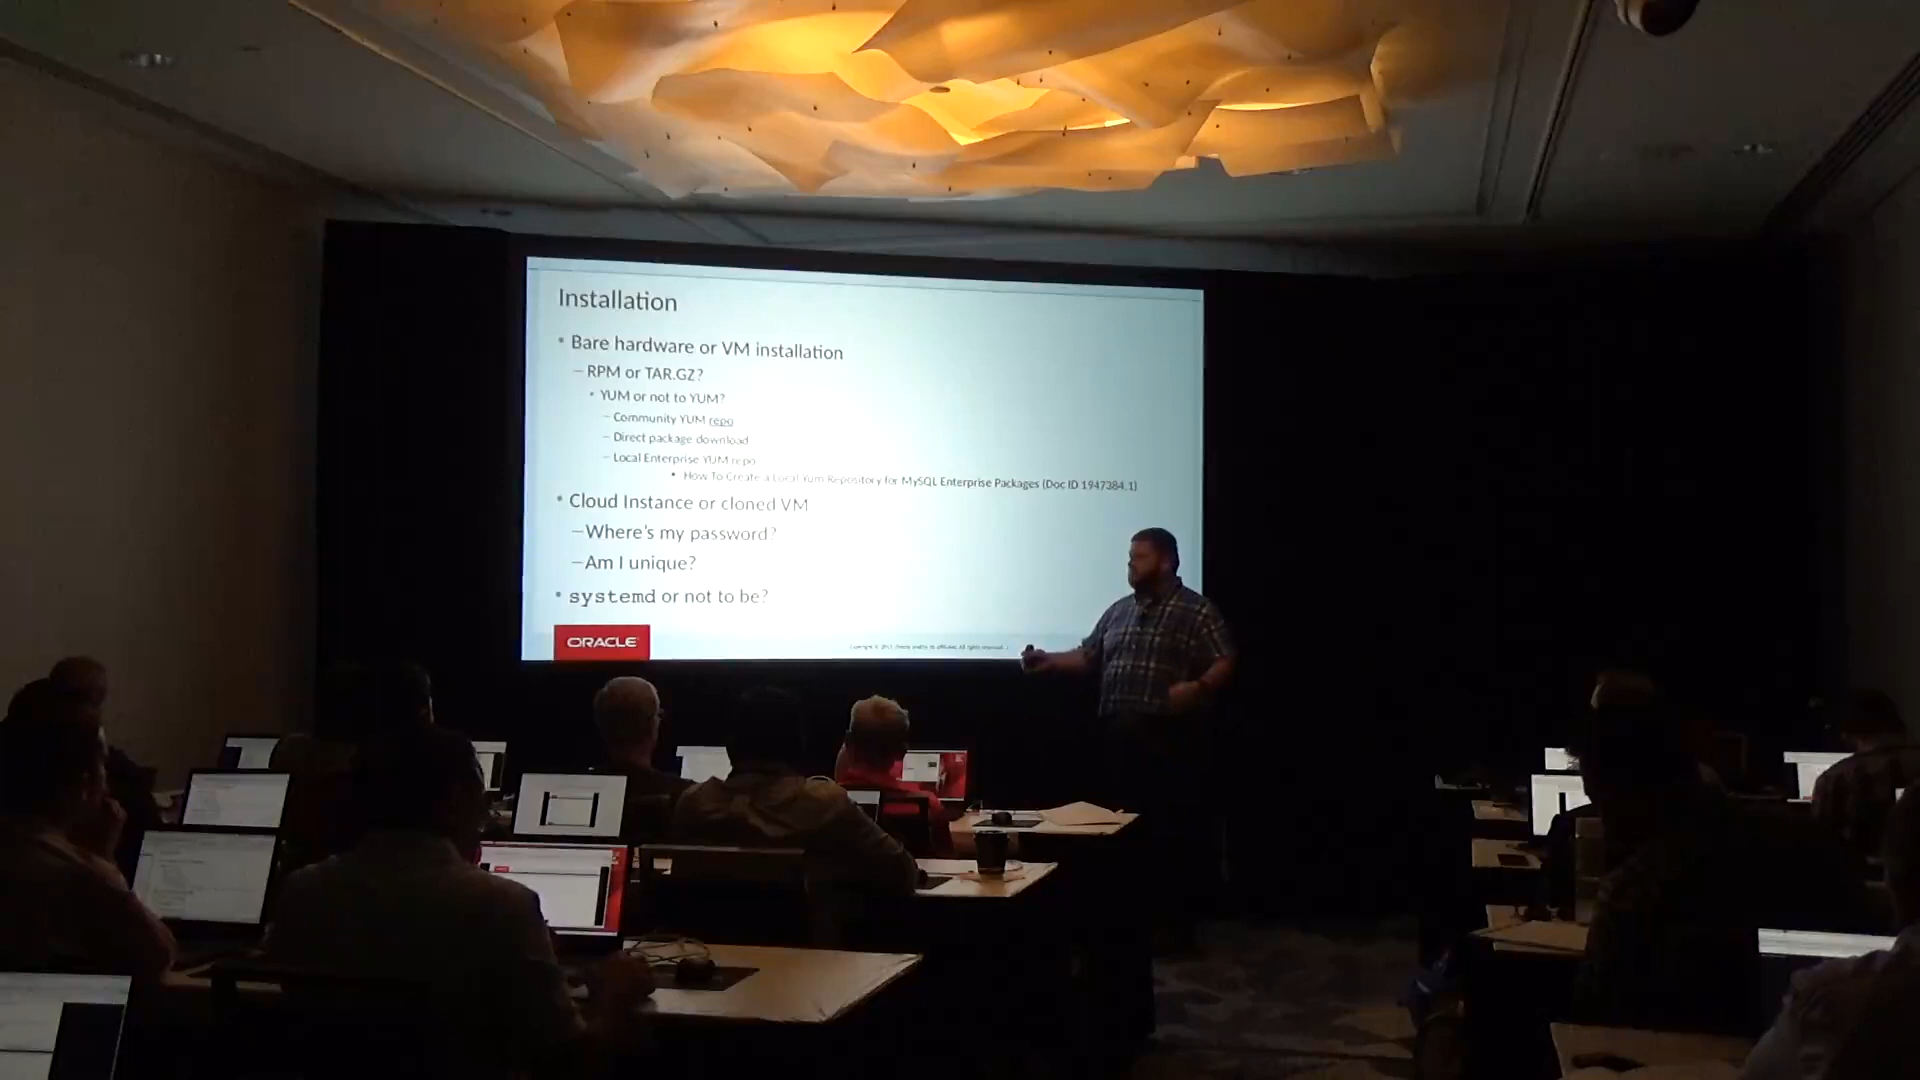 Installation
• Bare hardware or VM installation
– RPM or TAR.GZ?
• YUM or not to YUM?
– Community YUM repo
– Direct package download
– Local Enterprise YUM repo
• How To Create a Local Yum Repository for MySQL Enterprise Packages (Doc ID 1947384.1)
• Cloud Instance or cloned VM
–Where's my password?
–Am I unique?
• systemd or not to be?
ORACLE